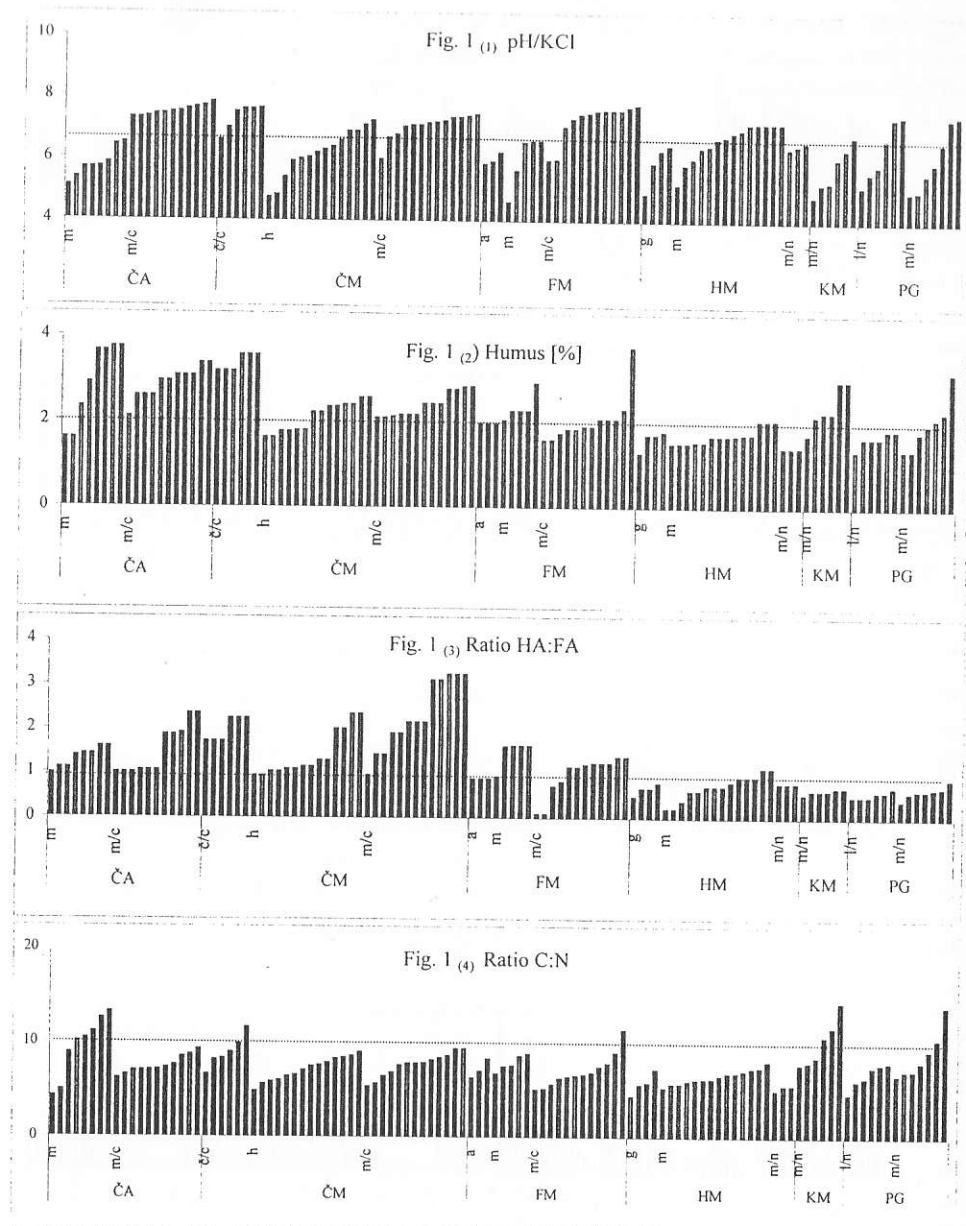 Fig. 1 (1) pH/KCl
10
8
6
4
m m/c č/c h m/c a m m/c g m m/n m/n l/n m/n
ČA ČM FM HM KM PG
Fig. 1 (2) Humus [%]
4
2
0
m m/c č/c h m/c a m m/c g m m/n m/n l/n m/n
ČA ČM FM HM KM PG
Fig. 1 (3) Ratio HA:FA
4
3
2
1
0
m m/c č/c h m/c a m m/c g m m/n m/n l/n m/n
ČA ČM FM HM KM PG
Fig. 1 (4) Ratio C:N
20
10
0
m m/c č/c h m/c a m m/c g m m/n m/n l/n m/n
ČA ČM FM HM KM PG